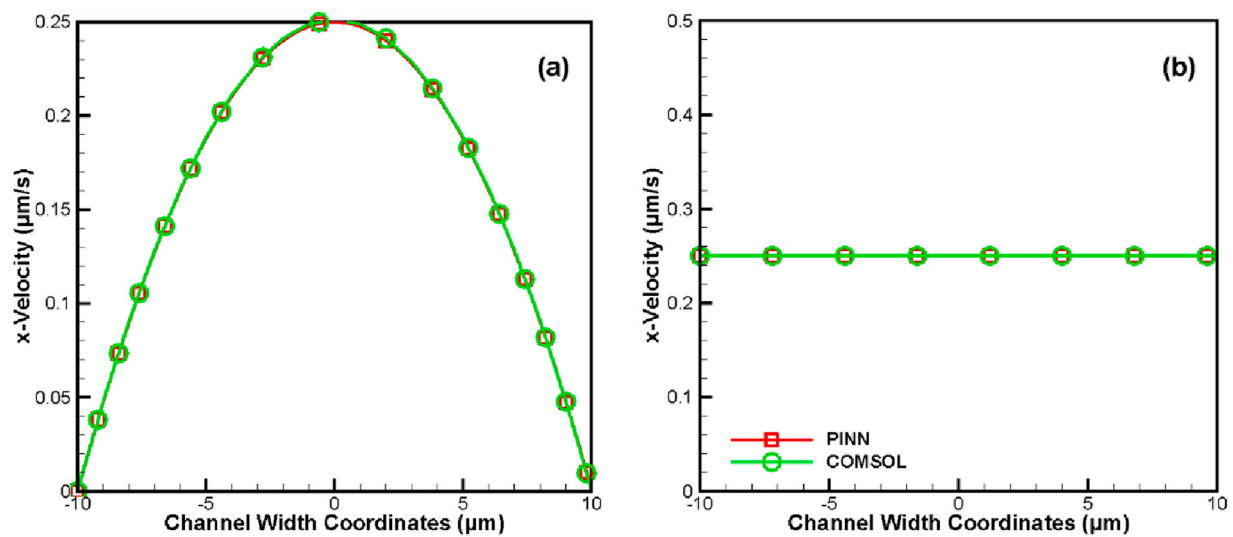 (a)
x-Velocity (µm/s)
0.25
0.2
0.15
0.1
0.05
0
-10
-5
0
5
10
Channel Width Coordinates (µm)
(b)
x-Velocity (µm/s)
0.5
0.4
0.3
0.2
0.1
0
PINN
COMSOL
-10
-5
0
5
10
Channel Width Coordinates (µm)